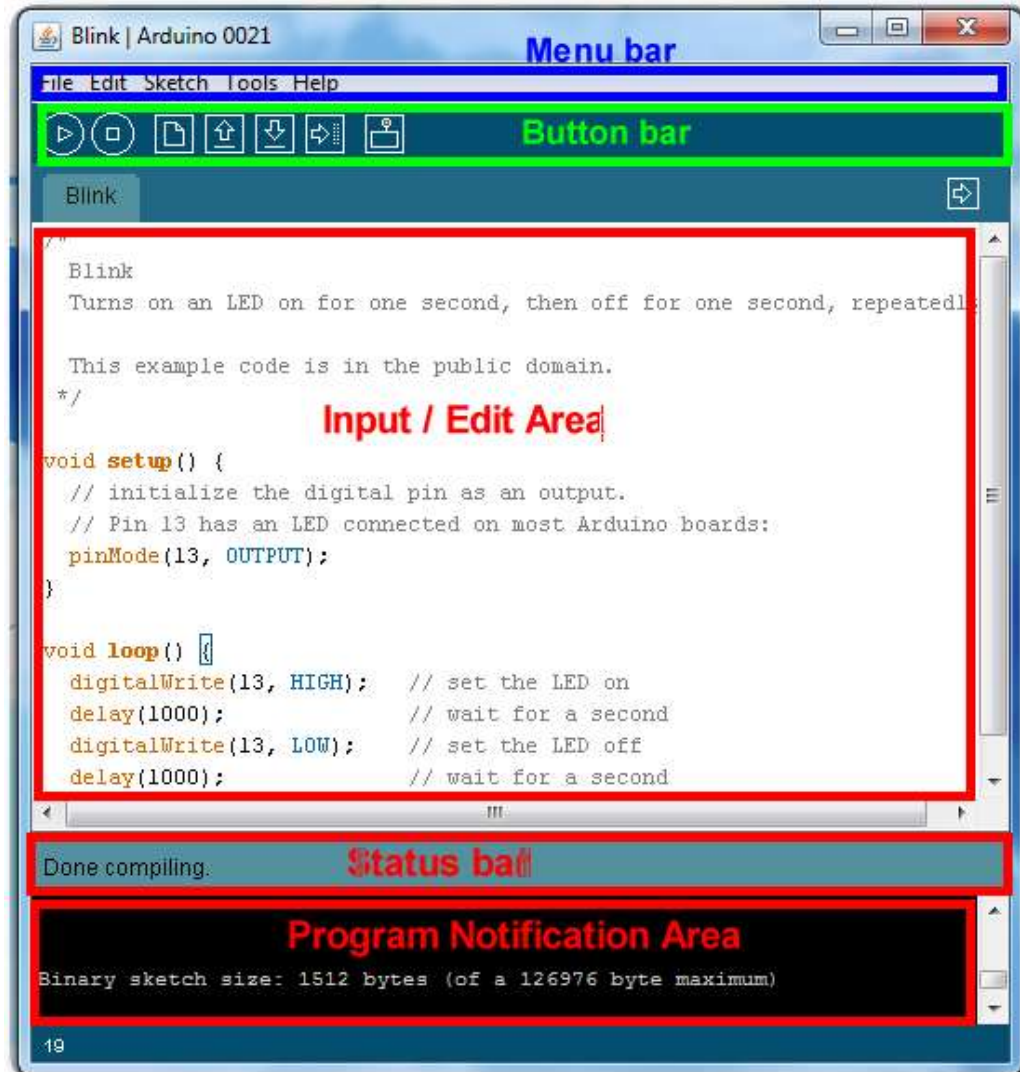 Blink | Arduino 0021
Menu bar
File Edit Sketch Tools Help
Button bar
Blink
/*
Blink
Turns on an LED on for one second, then off for one second, repeatedly
This example code is in the public domain.
*/
Input / Edit Area
void setup() {
// initialize the digital pin as an output.
// Pin 13 has an LED connected on most Arduino boards:
pinMode(13, OUTPUT);
}
void loop() {
digitalWrite(13, HIGH); // set the LED on
delay(1000); // wait for a second
digitalWrite(13, LOW); // set the LED off
delay(1000); // wait for a second
Done compiling. Status bar
Program Notification Area
Binary sketch size: 1512 bytes (of a 126976 byte maximum)
19